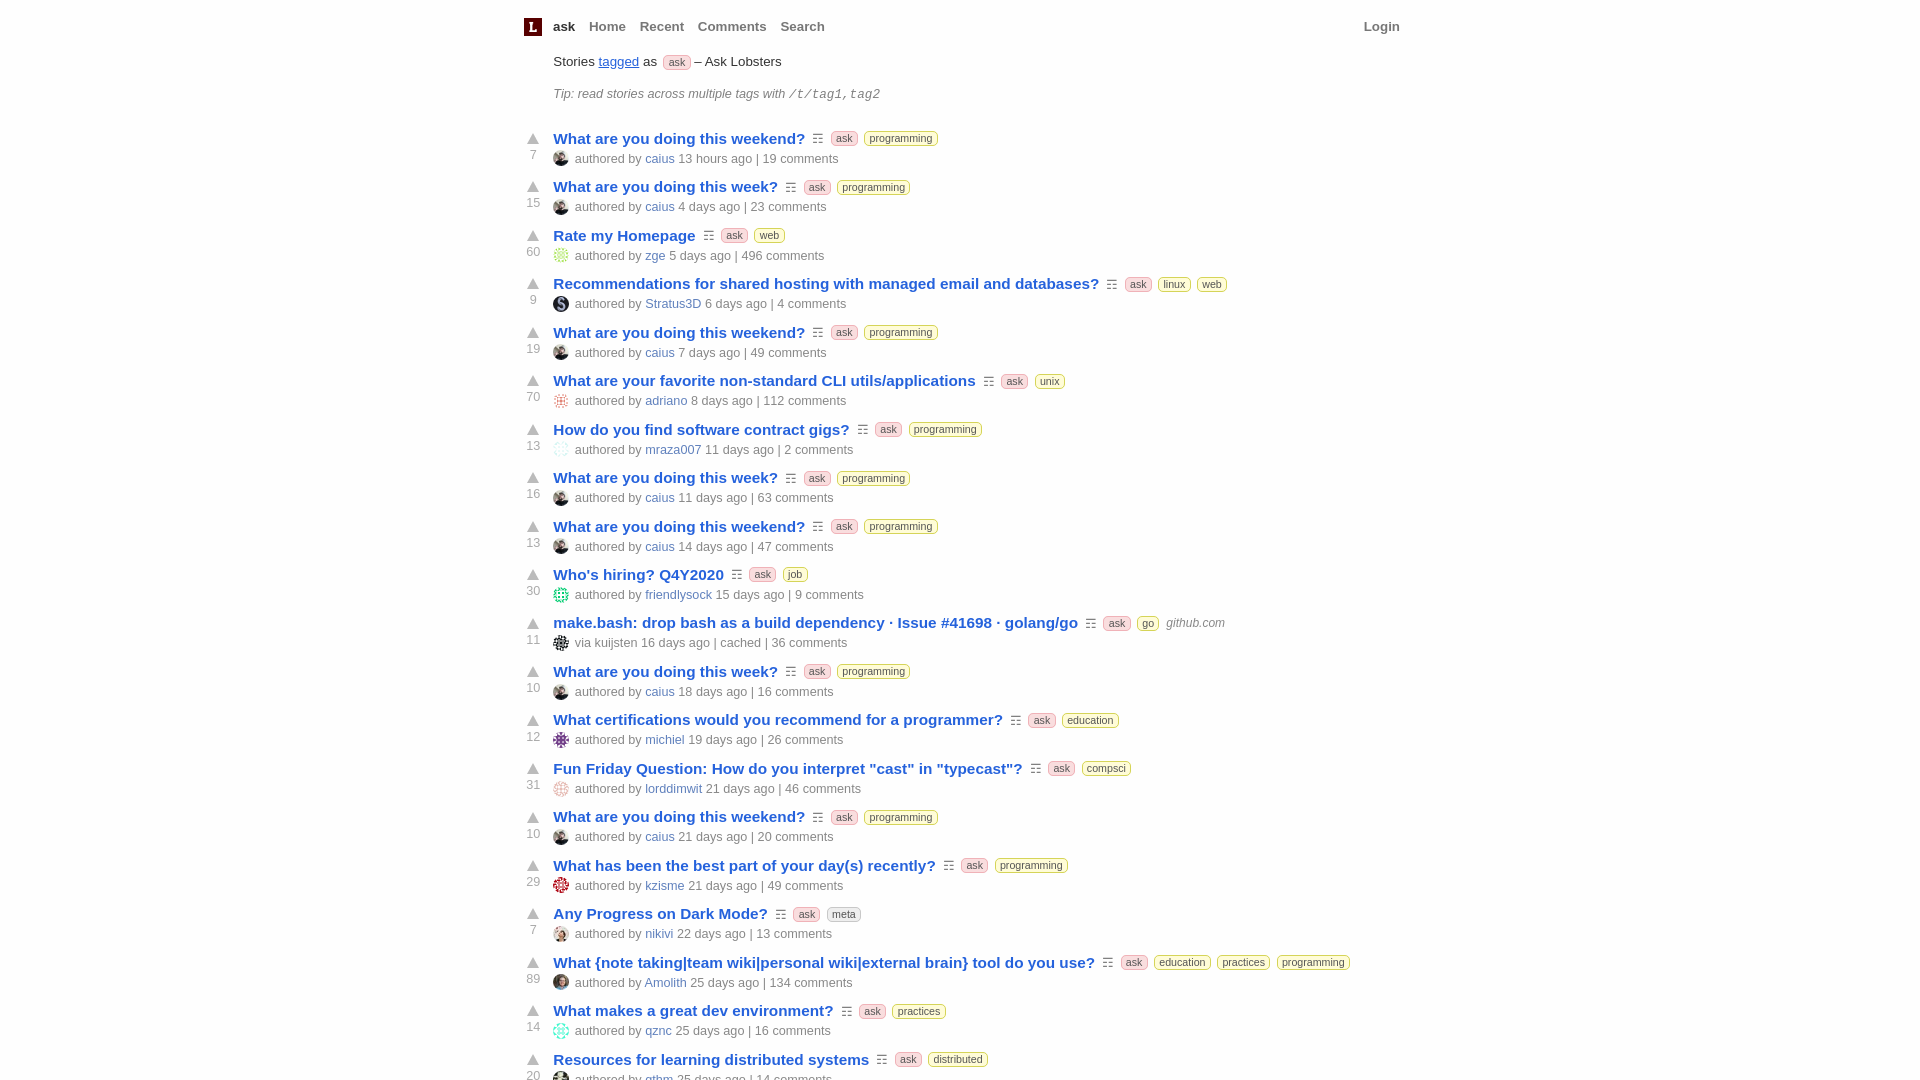 L ask Home Recent Comments Search Login
Stories tagged as ask – Ask Lobsters
Tip: read stories across multiple tags with /t/tag1,tag2
What are you doing this weekend? ☶ ask programming
7 authored by caius 13 hours ago | 19 comments
What are you doing this week? ☶ ask programming
15 authored by caius 4 days ago | 23 comments
Rate my Homepage ☶ ask web
60 authored by zge 5 days ago | 496 comments
Recommendations for shared hosting with managed email and databases? ☶ ask linux web
9 authored by Stratus3D 6 days ago | 4 comments
What are you doing this weekend? ☶ ask programming
19 authored by caius 7 days ago | 49 comments
What are your favorite non-standard CLI utils/applications ☶ ask unix
70 authored by adriano 8 days ago | 112 comments
How do you find software contract gigs? ☶ ask programming
13 authored by mraza007 11 days ago | 2 comments
What are you doing this week? ☶ ask programming
16 authored by caius 11 days ago | 63 comments
What are you doing this weekend? ☶ ask programming
13 authored by caius 14 days ago | 47 comments
Who's hiring? Q4Y2020 ☶ ask job
30 authored by friendlysock 15 days ago | 9 comments
make.bash: drop bash as a build dependency · Issue #41698 · golang/go ☶ ask go github.com
11 via kuijsten 16 days ago | cached | 36 comments
What are you doing this week? ☶ ask programming
10 authored by caius 18 days ago | 16 comments
What certifications would you recommend for a programmer? ☶ ask education
12 authored by michiel 19 days ago | 26 comments
Fun Friday Question: How do you interpret "cast" in "typecast"? ☶ ask compsci
31 authored by lorddimwit 21 days ago | 46 comments
What are you doing this weekend? ☶ ask programming
10 authored by caius 21 days ago | 20 comments
What has been the best part of your day(s) recently? ☶ ask programming
29 authored by kzisme 21 days ago | 49 comments
Any Progress on Dark Mode? ☶ ask meta
7 authored by nikivi 22 days ago | 13 comments
What {note taking|team wiki|personal wiki|external brain} tool do you use? ☶ ask education practices programming
89 authored by Amolith 25 days ago | 134 comments
What makes a great dev environment? ☶ ask practices
14 authored by qznc 25 days ago | 16 comments
Resources for learning distributed systems ☶ ask distributed
20 authored by gthm 25 days ago | 14 comments